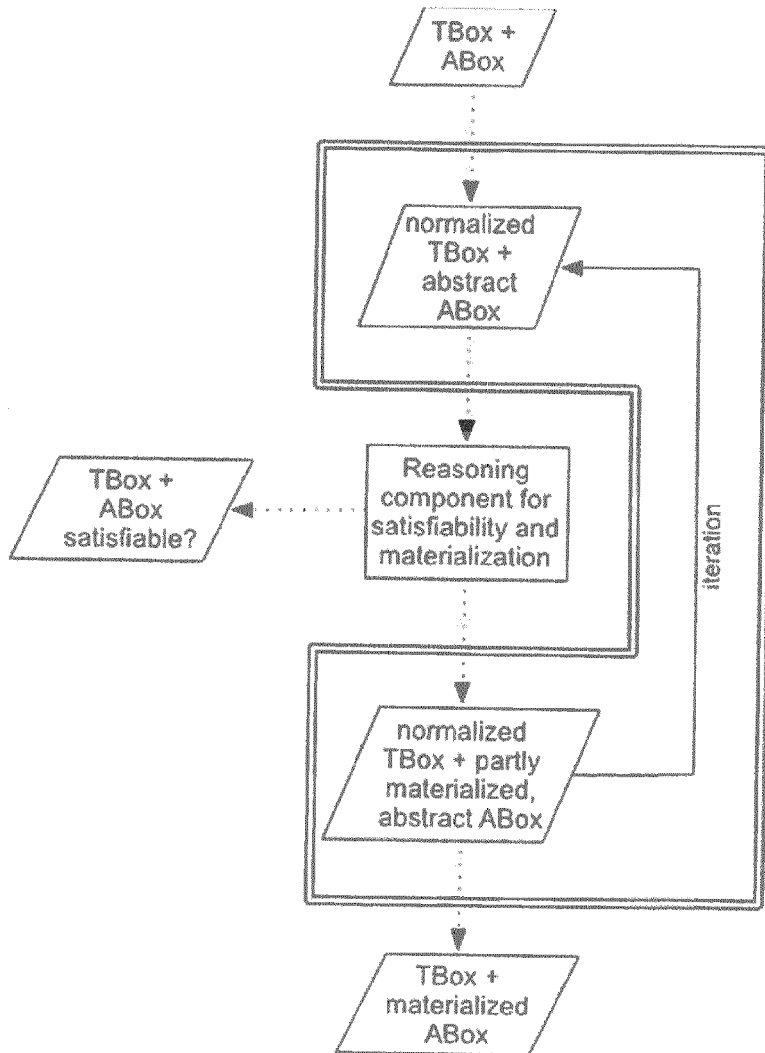 TBox +
ABox
normalized
TBox +
abstract
ABox
Reasoning
component for
satisfiability and
materialization
TBox +
ABox
satisfiable?
iteration
normalized
TBox + partly
materialized,
abstract ABox
TBox +
materialized
ABox